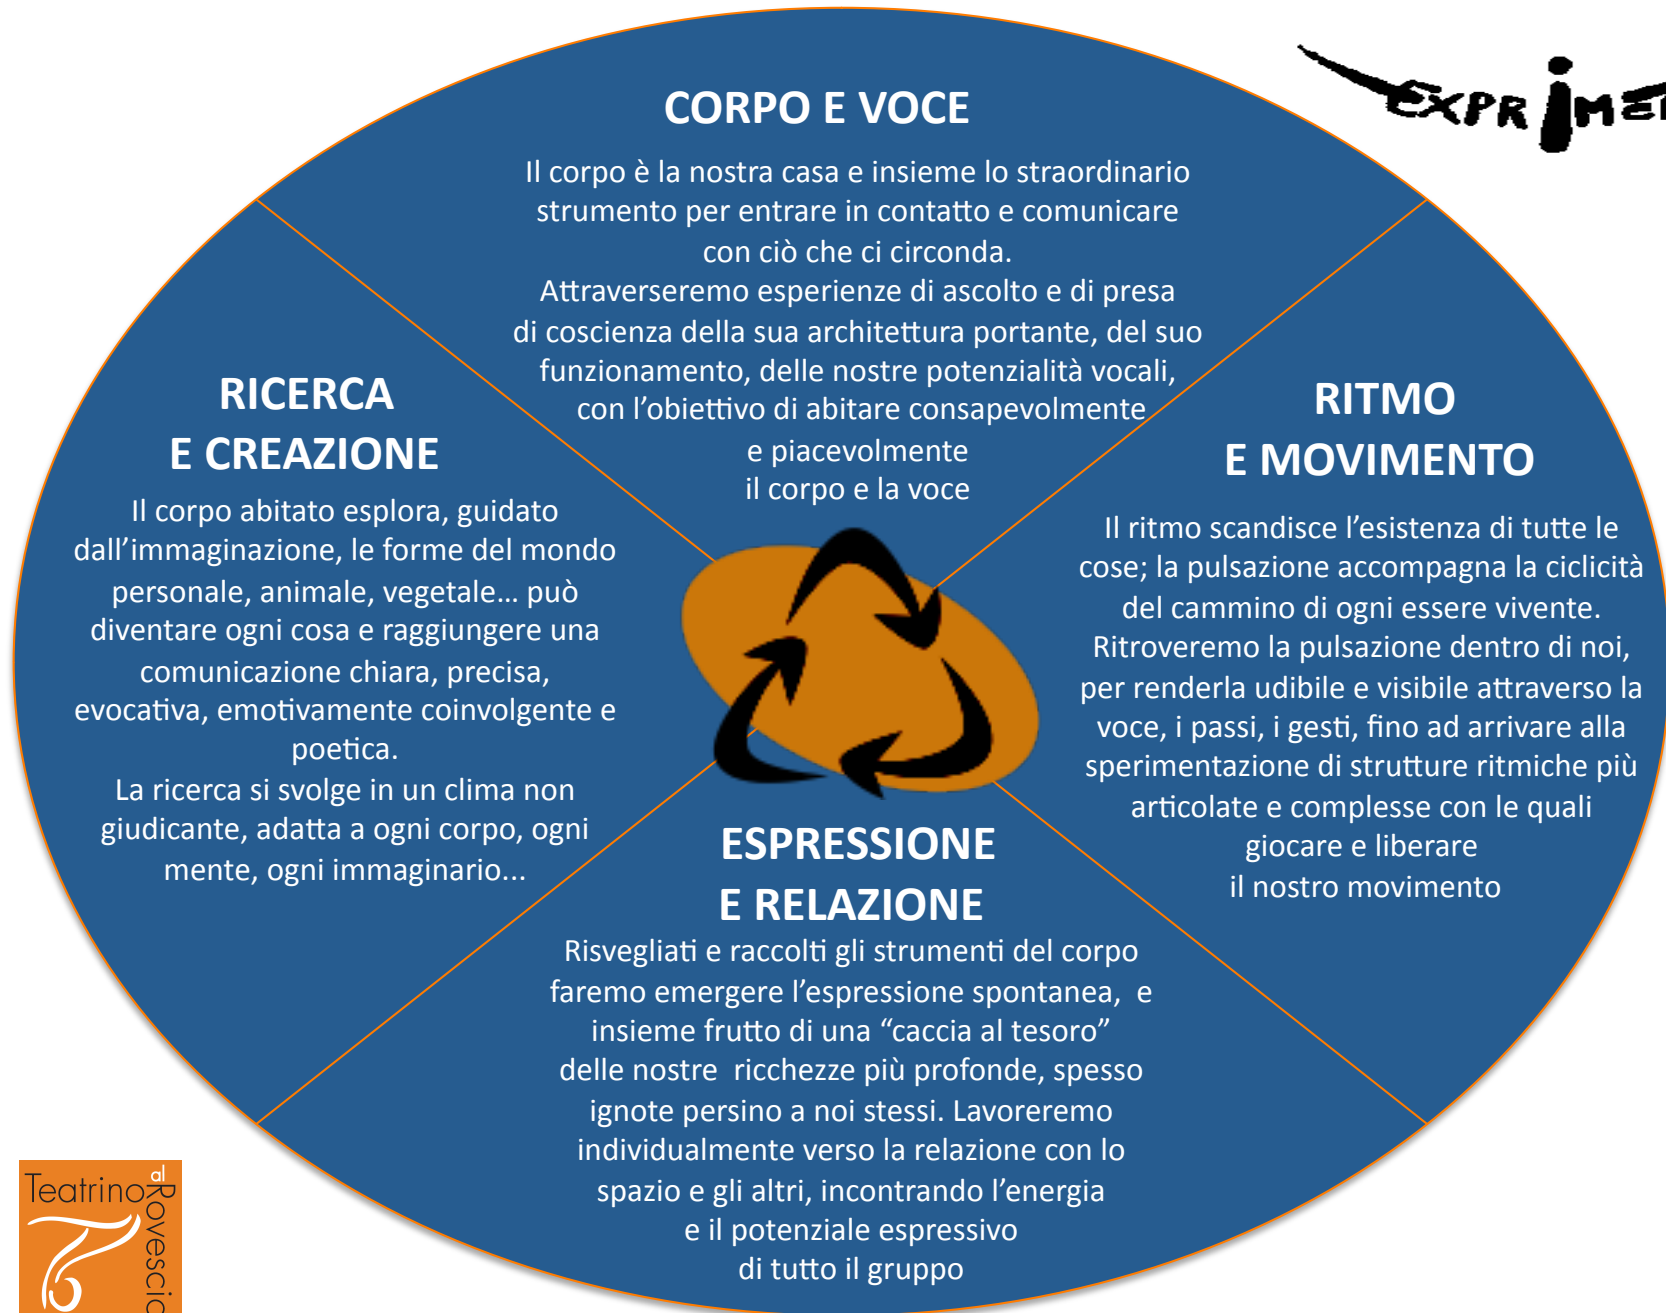 CORPO E VOCE
Il corpo è la nostra casa e insieme lo straordinario
strumento per entrare in contatto e comunicare
con ciò che ci circonda.
Attraverseremo esperienze di ascolto e di presa
di coscienza della sua architettura portante, del suo
funzionamento, delle nostre potenzialità vocali,
con l’obiettivo di abitare consapevolmente
e piacevolmente
il corpo e la voce
RICERCA
E CREAZIONE
Il corpo abitato esplora, guidato
dall’immaginazione, le forme del mondo
personale, animale, vegetale… può
diventare ogni cosa e raggiungere una
comunicazione chiara, precisa,
evocativa, emotivamente coinvolgente e
poetica.
La ricerca si svolge in un clima non
giudicante, adatta a ogni corpo, ogni
mente, ogni immaginario...
RITMO
E MOVIMENTO
Il ritmo scandisce l’esistenza di tutte le
cose; la pulsazione accompagna la ciclicità
del cammino di ogni essere vivente.
Ritroveremo la pulsazione dentro di noi,
per renderla udibile e visibile attraverso la
voce, i passi, i gesti, fino ad arrivare alla
sperimentazione di strutture ritmiche più
articolate e complesse con le quali
giocare e liberare
il nostro movimento
ESPRESSIONE
E RELAZIONE
Risvegliati e raccolti gli strumenti del corpo
faremo emergere l’espressione spontanea,  e
insieme frutto di una “caccia al tesoro”
delle nostre  ricchezze più profonde, spesso
ignote persino a noi stessi. Lavoreremo
individualmente verso la relazione con lo
spazio e gli altri, incontrando l’energia
e il potenziale espressivo
di tutto il gruppo
Teatrino
al
Rovescio